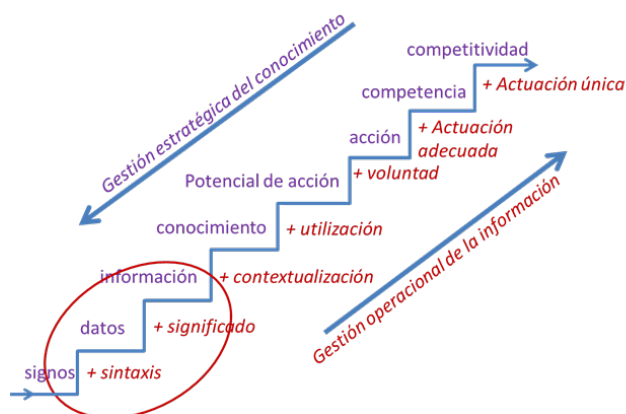 competitividad
+ Actuación única
competencia
+ Actuación
adecuada
acción
+ voluntad
Potencial de acción
+ utilización
conocimiento
+ contextualización
información
+ significado
datos
+ sintaxis
signos
Gestión estratégica del conocimiento
Gestión operacional de la información